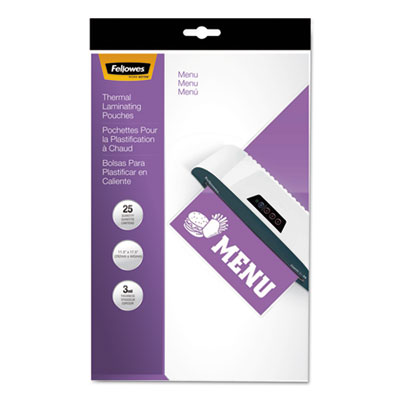 Fellowes
Menu
Menu
Menú
Thermal
Laminating
Pouches
Pochettes Pour
la Plastification
à Chaud
Bolsas Para
Plastificar en
Caliente
25
3 mil
MENU